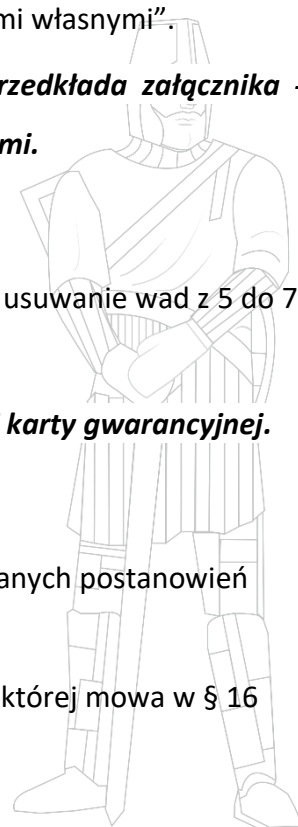 mi własnymi”.
rzedkłada załącznika -
mi.
usuwanie wad z 5 do 7
karty gwarancyjnej.
anych postanowień
której mowa w § 16